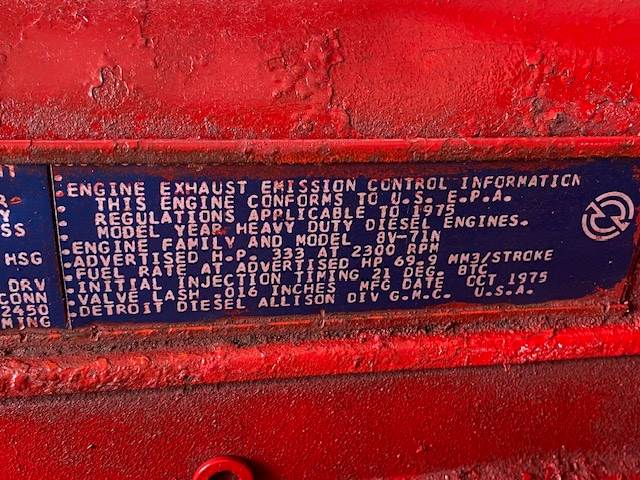 HSG
DRV
CONN
2450
MING
ENGINE EXHAUST EMISSION CONTROL INFORMATION
THIS ENGINE CONFORMS TO U.S. E.P.A.
REGULATIONS APPLICABLE TO 1975
MODEL YEAR HEAVY DUTY DIESEL ENGINES.
ENGINE FAMILY AND MODEL 8V-71N
ADVERTISED H.P. 333 AT 2300 RPM
FUEL RATE AT ADVERTISED HP 69.9 MM3/STROKE
INITIAL INJECTION TIMING 21 DEG. BTC
VALVE LASH INCHES MFG DATE OCT 1975
DETROIT DIESEL ALLISON DIV G.M.C. U.S.A.